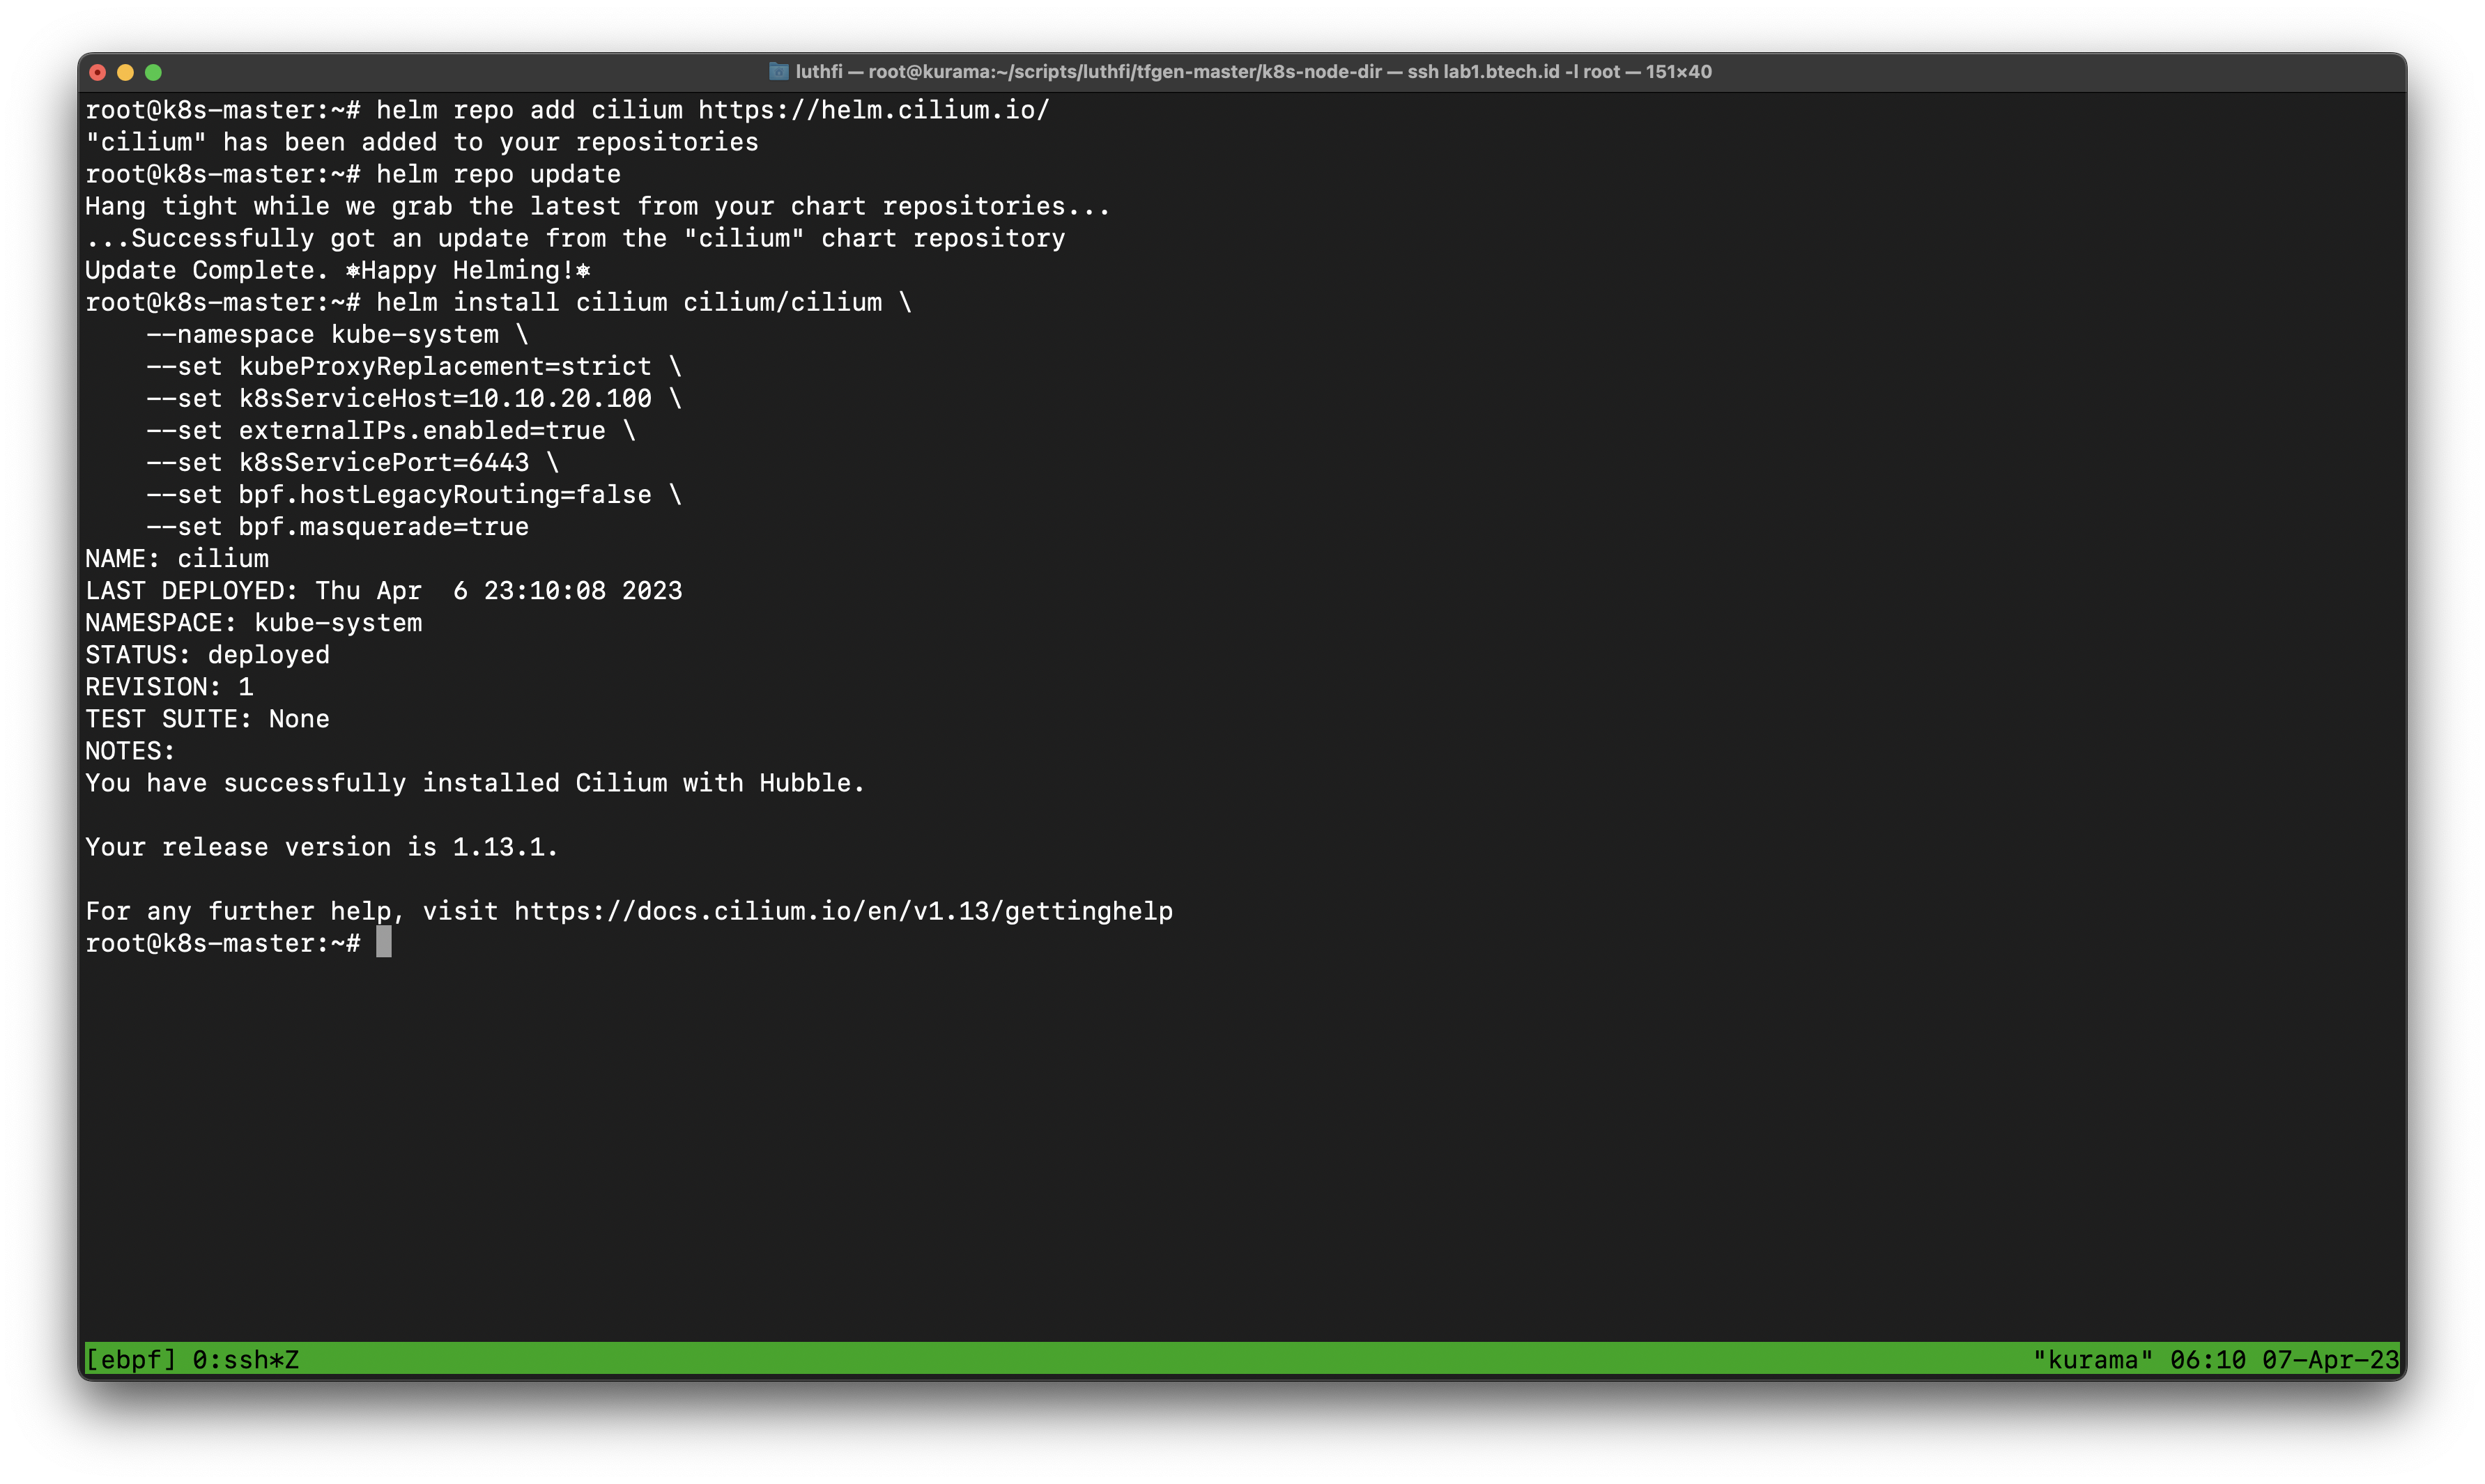 luthfi — root@kurama:~/scripts/luthfi/tfgen-master/k8s-node-dir — ssh lab1.btech.id -l root — 151×40
root@k8s-master:~# helm repo add cilium https://helm.cilium.io/
"cilium" has been added to your repositories
root@k8s-master:~# helm repo update
Hang tight while we grab the latest from your chart repositories...
...Successfully got an update from the "cilium" chart repository
Update Complete. ⎈Happy Helming!⎈
root@k8s-master:~# helm install cilium cilium/cilium \
    --namespace kube-system \
    --set kubeProxyReplacement=strict \
    --set k8sServiceHost=10.10.20.100 \
    --set externalIPs.enabled=true \
    --set k8sServicePort=6443 \
    --set bpf.hostLegacyRouting=false \
    --set bpf.masquerade=true
NAME: cilium
LAST DEPLOYED: Thu Apr  6 23:10:08 2023
NAMESPACE: kube-system
STATUS: deployed
REVISION: 1
TEST SUITE: None
NOTES:
You have successfully installed Cilium with Hubble.
Your release version is 1.13.1.
For any further help, visit https://docs.cilium.io/en/v1.13/gettinghelp
root@k8s-master:~#
[ebpf] 0:ssh*Z "kurama" 06:10 07-Apr-23